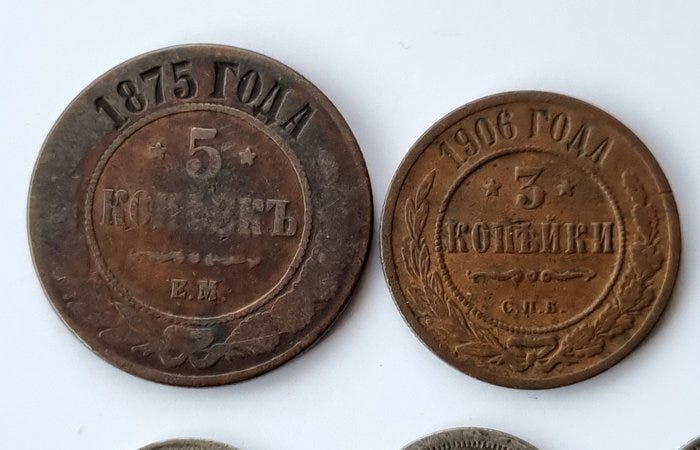 1875 ГОДА
5
КОПѢЕКЪ
Е.М.
1906 ГОДА
3
КОПѢЙКИ
С.П.Б.